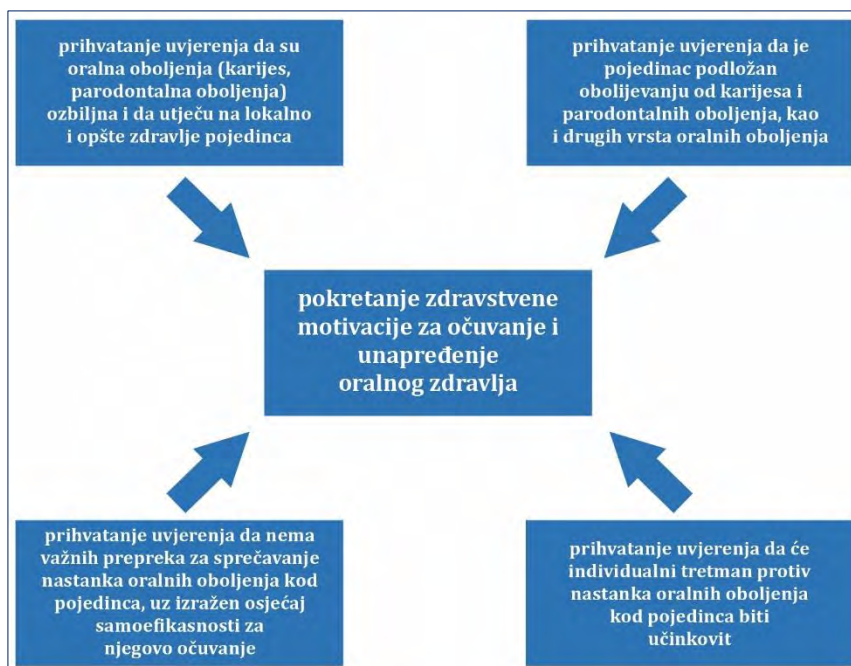 prihvatanje uvjerenja da su
oralna oboljenja (karijes,
parodontalna oboljenja)
ozbiljna i da utječu na lokalno
i opšte zdravlje pojedinca
prihvatanje uvjerenja da je
pojedinac podložan
obolijevanju od karijesa i
parodontalnih oboljenja, kao
i drugih vrsta oralnih oboljenja
pokretanje zdravstvene
motivacije za očuvanje i
unapređenje
oralnog zdravlja
prihvatanje uvjerenja da nema
važnih prepreka za sprečavanje
nastanka oralnih oboljenja kod
pojedinca, uz izražen osjećaj
samoefikasnosti za
njegovo očuvanje
prihvatanje uvjerenja da će
individualni tretman protiv
nastanka oralnih oboljenja
kod pojedinca biti
učinkovit